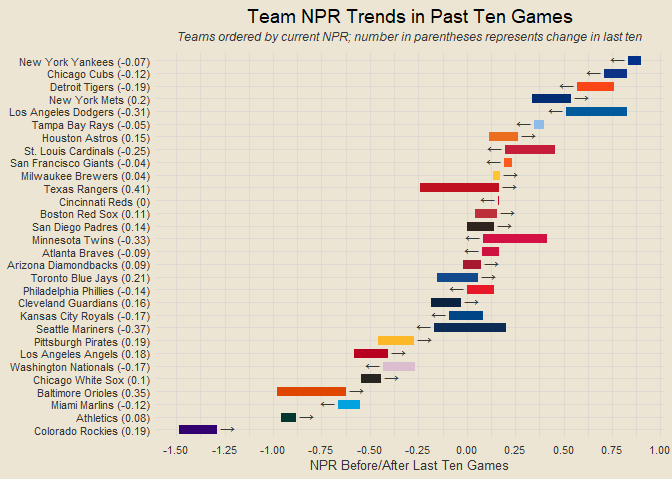 Team NPR Trends in Past Ten Games
Teams ordered by current NPR; number in parentheses represents change in last ten
New York Yankees (-0.07)
Chicago Cubs (-0.12)
Detroit Tigers (-0.19)
New York Mets (0.2)
Los Angeles Dodgers (-0.31)
Tampa Bay Rays (-0.05)
Houston Astros (0.15)
St. Louis Cardinals (-0.25)
San Francisco Giants (-0.04)
Milwaukee Brewers (0.04)
Texas Rangers (0.41)
Cincinnati Reds (0)
Boston Red Sox (0.11)
San Diego Padres (0.14)
Minnesota Twins (-0.33)
Atlanta Braves (-0.09)
Arizona Diamondbacks (0.09)
Toronto Blue Jays (0.21)
Philadelphia Phillies (-0.14)
Cleveland Guardians (0.16)
Kansas City Royals (-0.17)
Seattle Mariners (-0.37)
Pittsburgh Pirates (0.19)
Los Angeles Angels (0.18)
Washington Nationals (-0.17)
Chicago White Sox (0.1)
Baltimore Orioles (0.35)
Miami Marlins (-0.12)
Athletics (0.08)
Colorado Rockies (0.19)
-1.50 -1.25 -1.00 -0.75 -0.50 -0.25 0.00 0.25 0.50 0.75 1.00
NPR Before/After Last Ten Games